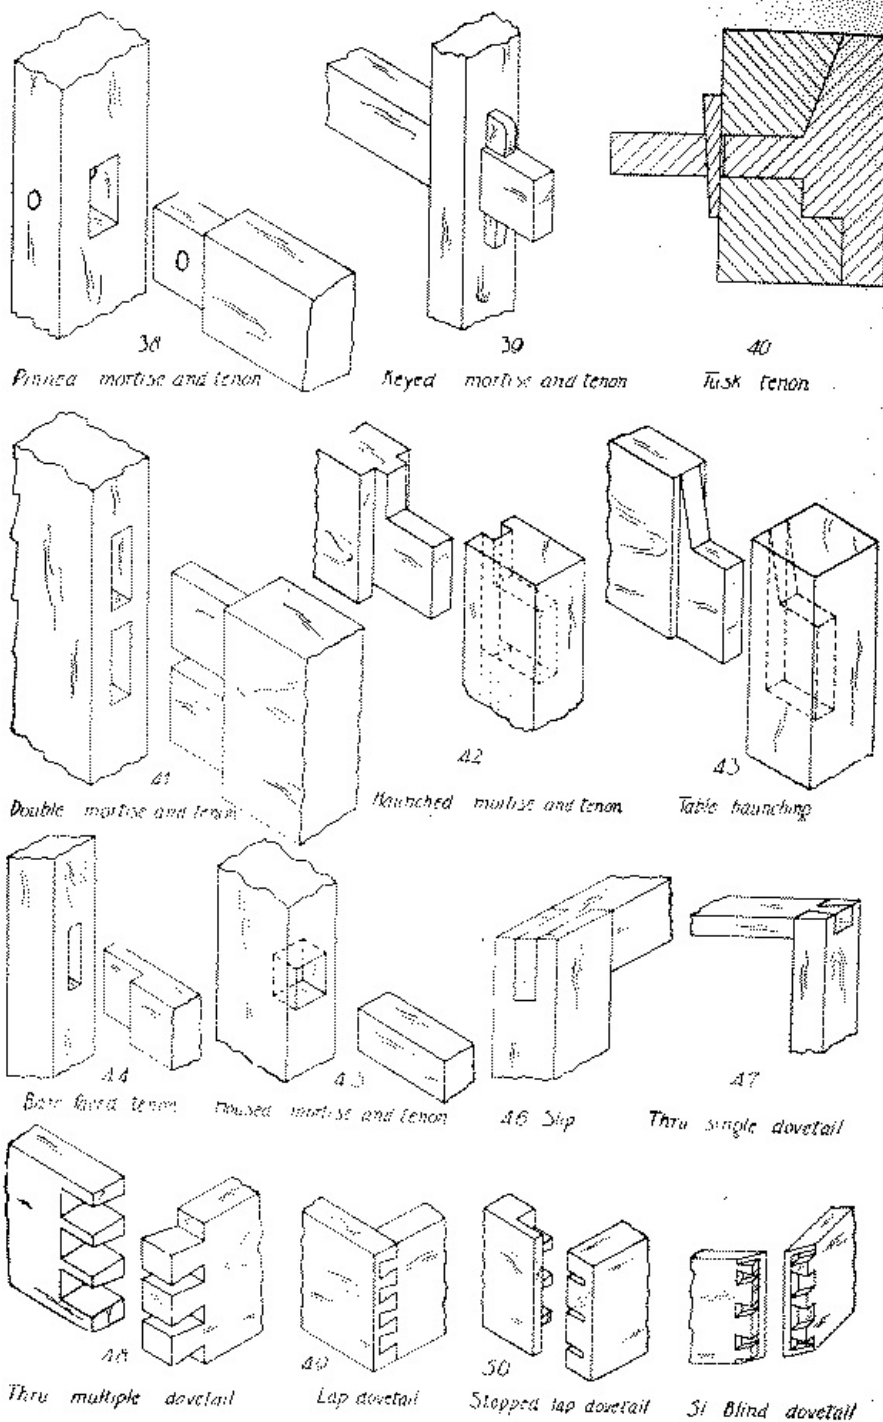 38
Pinned mortise and tenon
39
Keyed mortise and tenon
40
Tusk tenon
41
Double mortise and tenon
42
Haunched mortise and tenon
43
Table haunching
44
Bare faced tenon
45
Housed mortise and tenon
46 Slip
47
Thru single dovetail
48
Thru multiple dovetail
49
Lap dovetail
50
Stopped lap dovetail
51 Blind dovetail